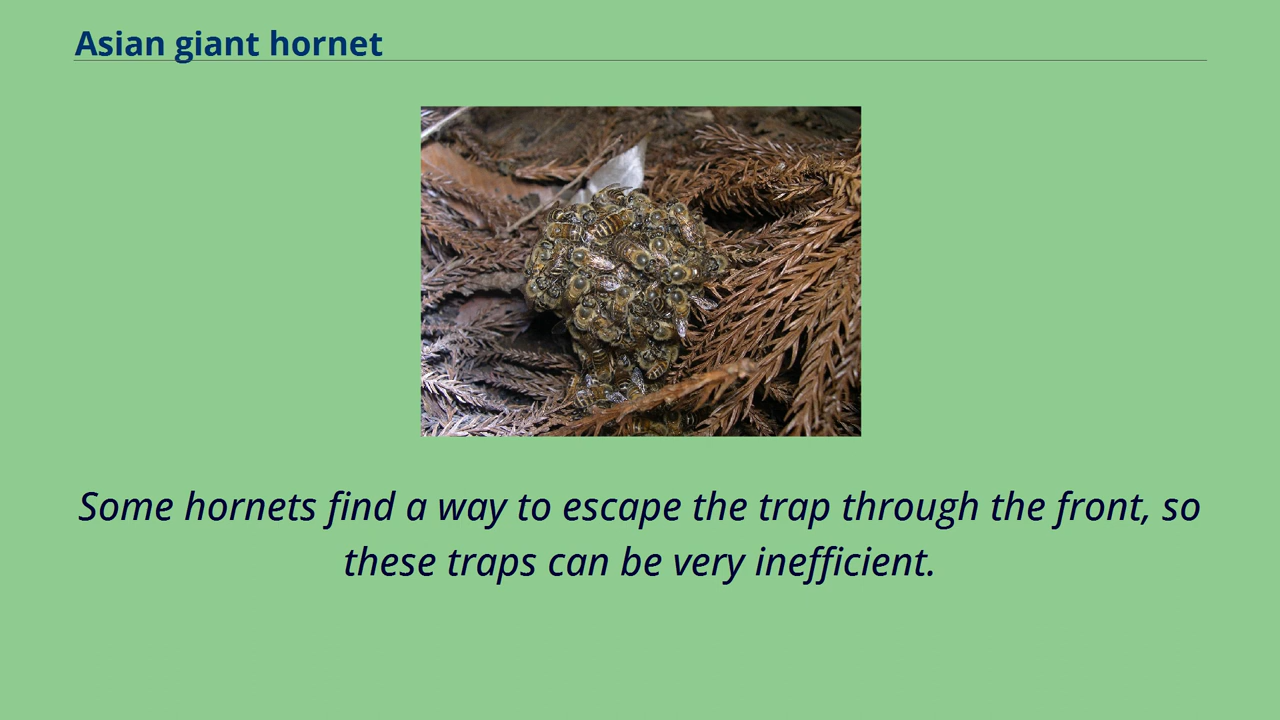 Asian giant hornet
Some hornets find a way to escape the trap through the front, so
these traps can be very inefficient.